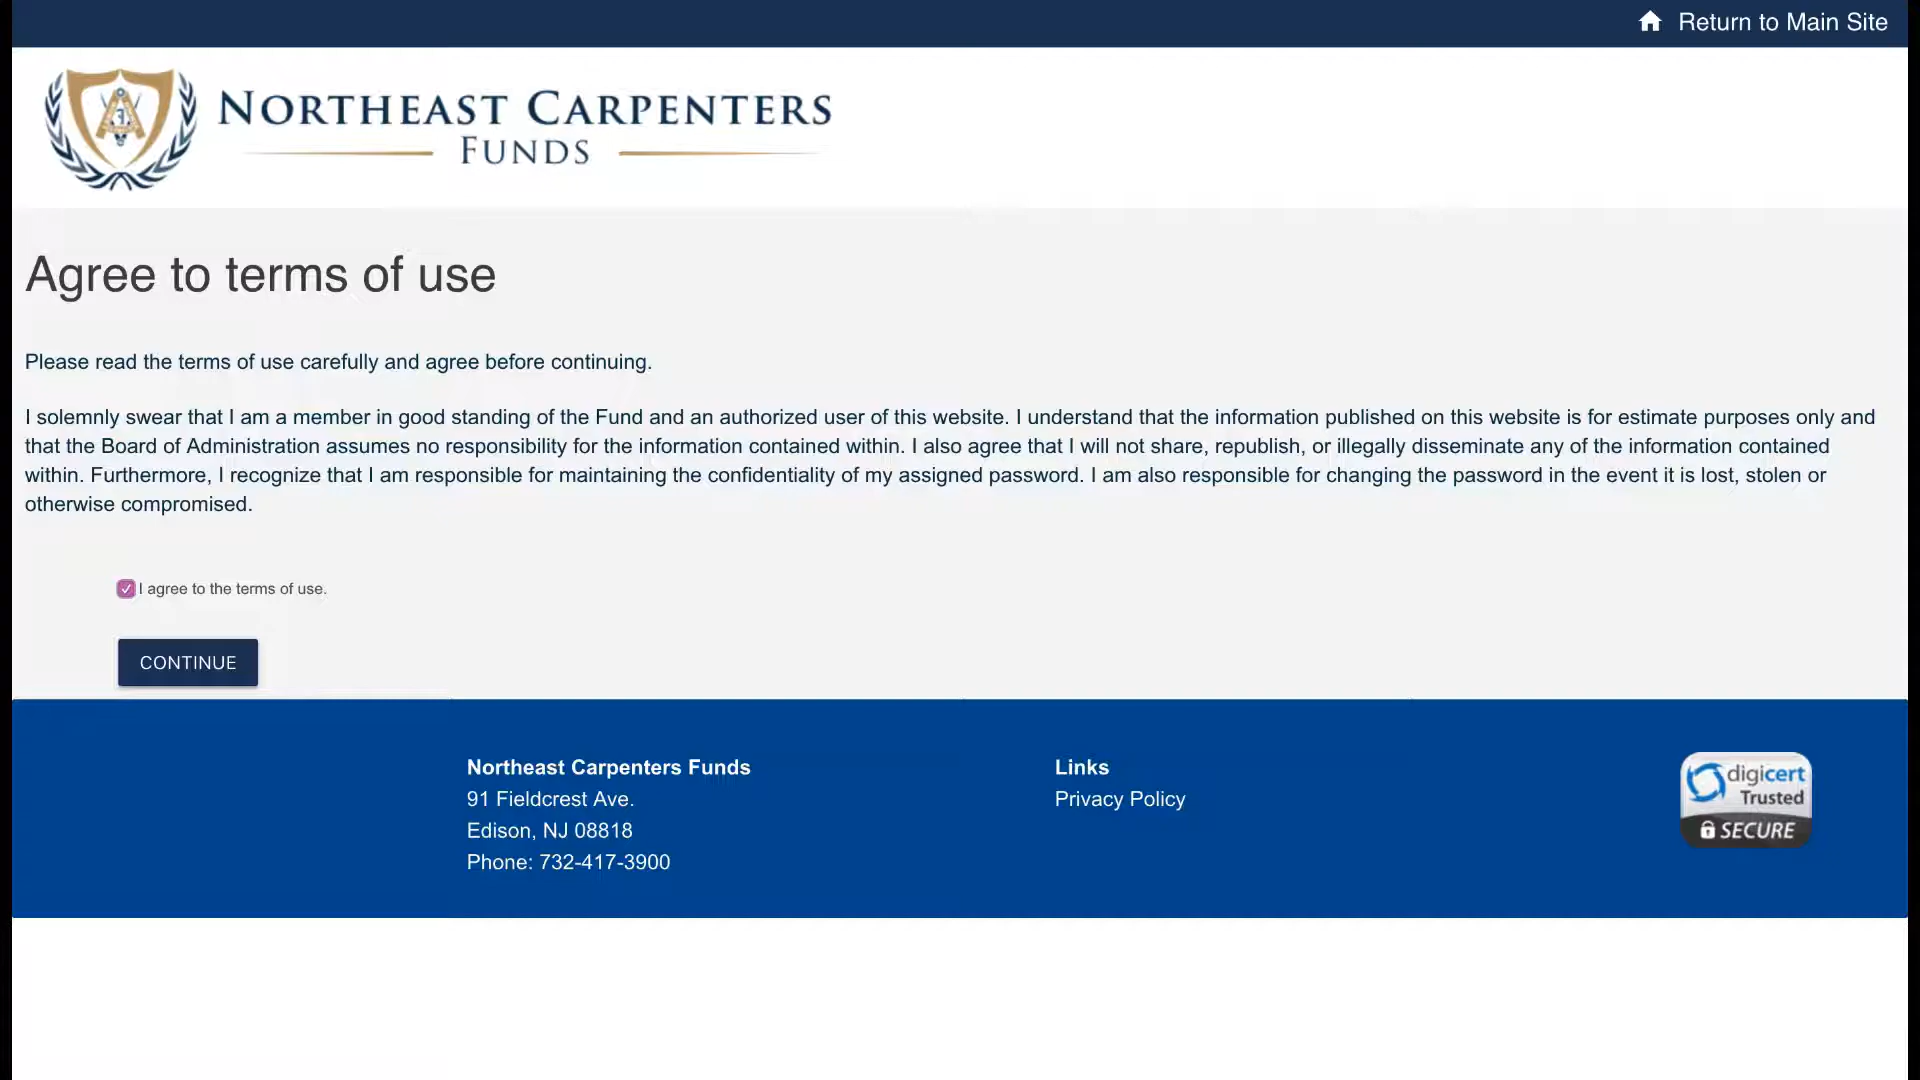 Return to Main Site
NORTHEAST CARPENTERS
FUNDS
Agree to terms of use
Please read the terms of use carefully and agree before continuing.
I solemnly swear that I am a member in good standing of the Fund and an authorized user of this website. I understand that the information published on this website is for estimate purposes only and
that the Board of Administration assumes no responsibility for the information contained within. I also agree that I will not share, republish, or illegally disseminate any of the information contained
within. Furthermore, I recognize that I am responsible for maintaining the confidentiality of my assigned password. I am also responsible for changing the password in the event it is lost, stolen or
otherwise compromised.
I agree to the terms of use.
CONTINUE
Northeast Carpenters Funds
91 Fieldcrest Ave.
Edison, NJ 08818
Phone: 732-417-3900
Links
Privacy Policy
digicert
Trusted
SECURE